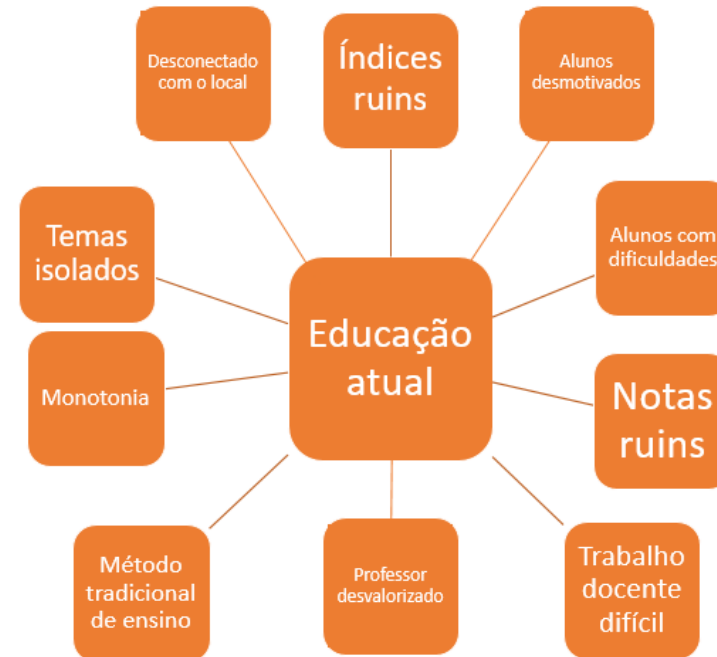 Desconectado
com o local
Índices
ruins
Alunos
desmotivados
Temas
isolados
Alunos com
dificuldades
Educação
atual
Monotonia
Notas
ruins
Método
tradicional
de ensino
Professor
desvalorizado
Trabalho
docente
difícil